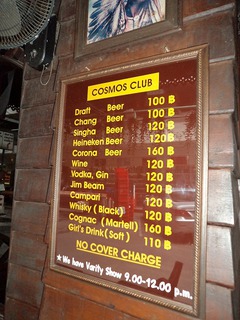 COSMOS CLUB
Draft Beer 100 ฿
Chang Beer 100 ฿
Singha Beer 120 ฿
Heineken Beer 120 ฿
Corona Beer 160 ฿
Wine 120 ฿
Vodka, Gin 120 ฿
Jim Beam 120 ฿
Campari 120 ฿
Whisky (Black) 120 ฿
Cognac (Martell) 160 ฿
Girl's Drink (Soft) 110 ฿
NO COVER CHARGE
★ We have Varity Show 9.00-12.00 p.m.